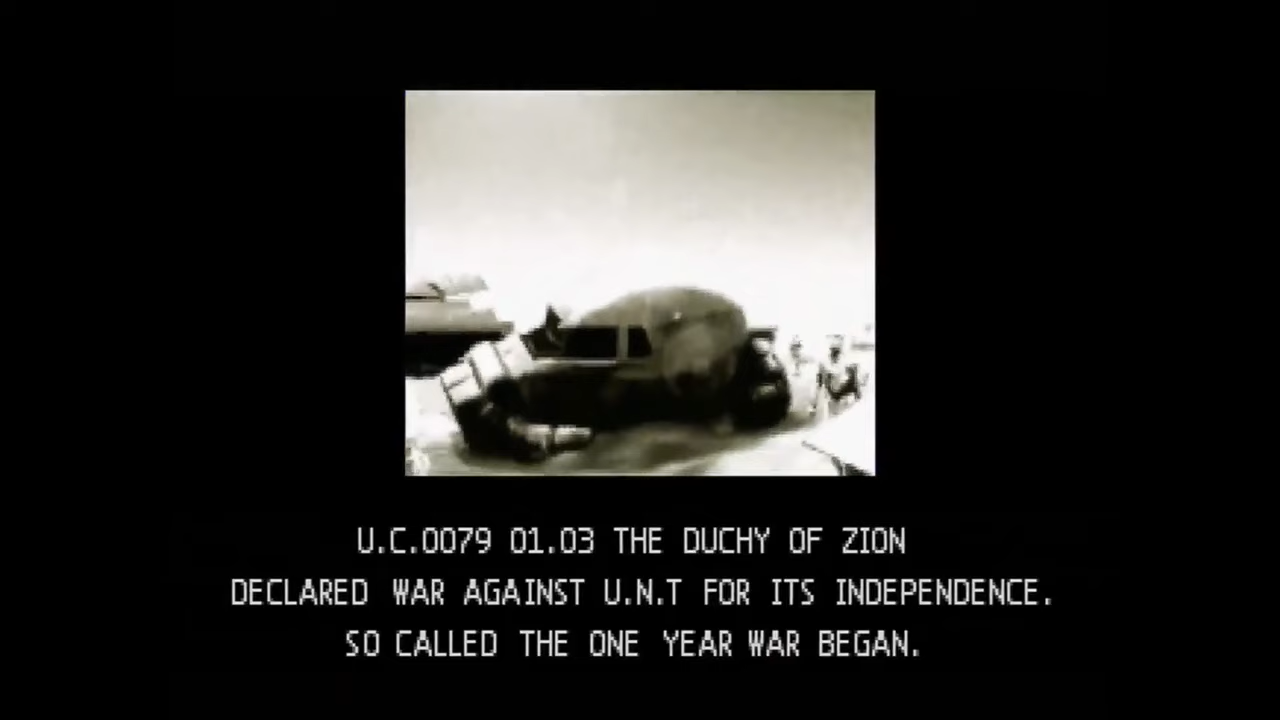 U.C.0079 01.03 THE DUCHY OF ZION
DECLARED WAR AGAINST U.N.T FOR ITS INDEPENDENCE.
SO CALLED THE ONE YEAR WAR BEGAN.